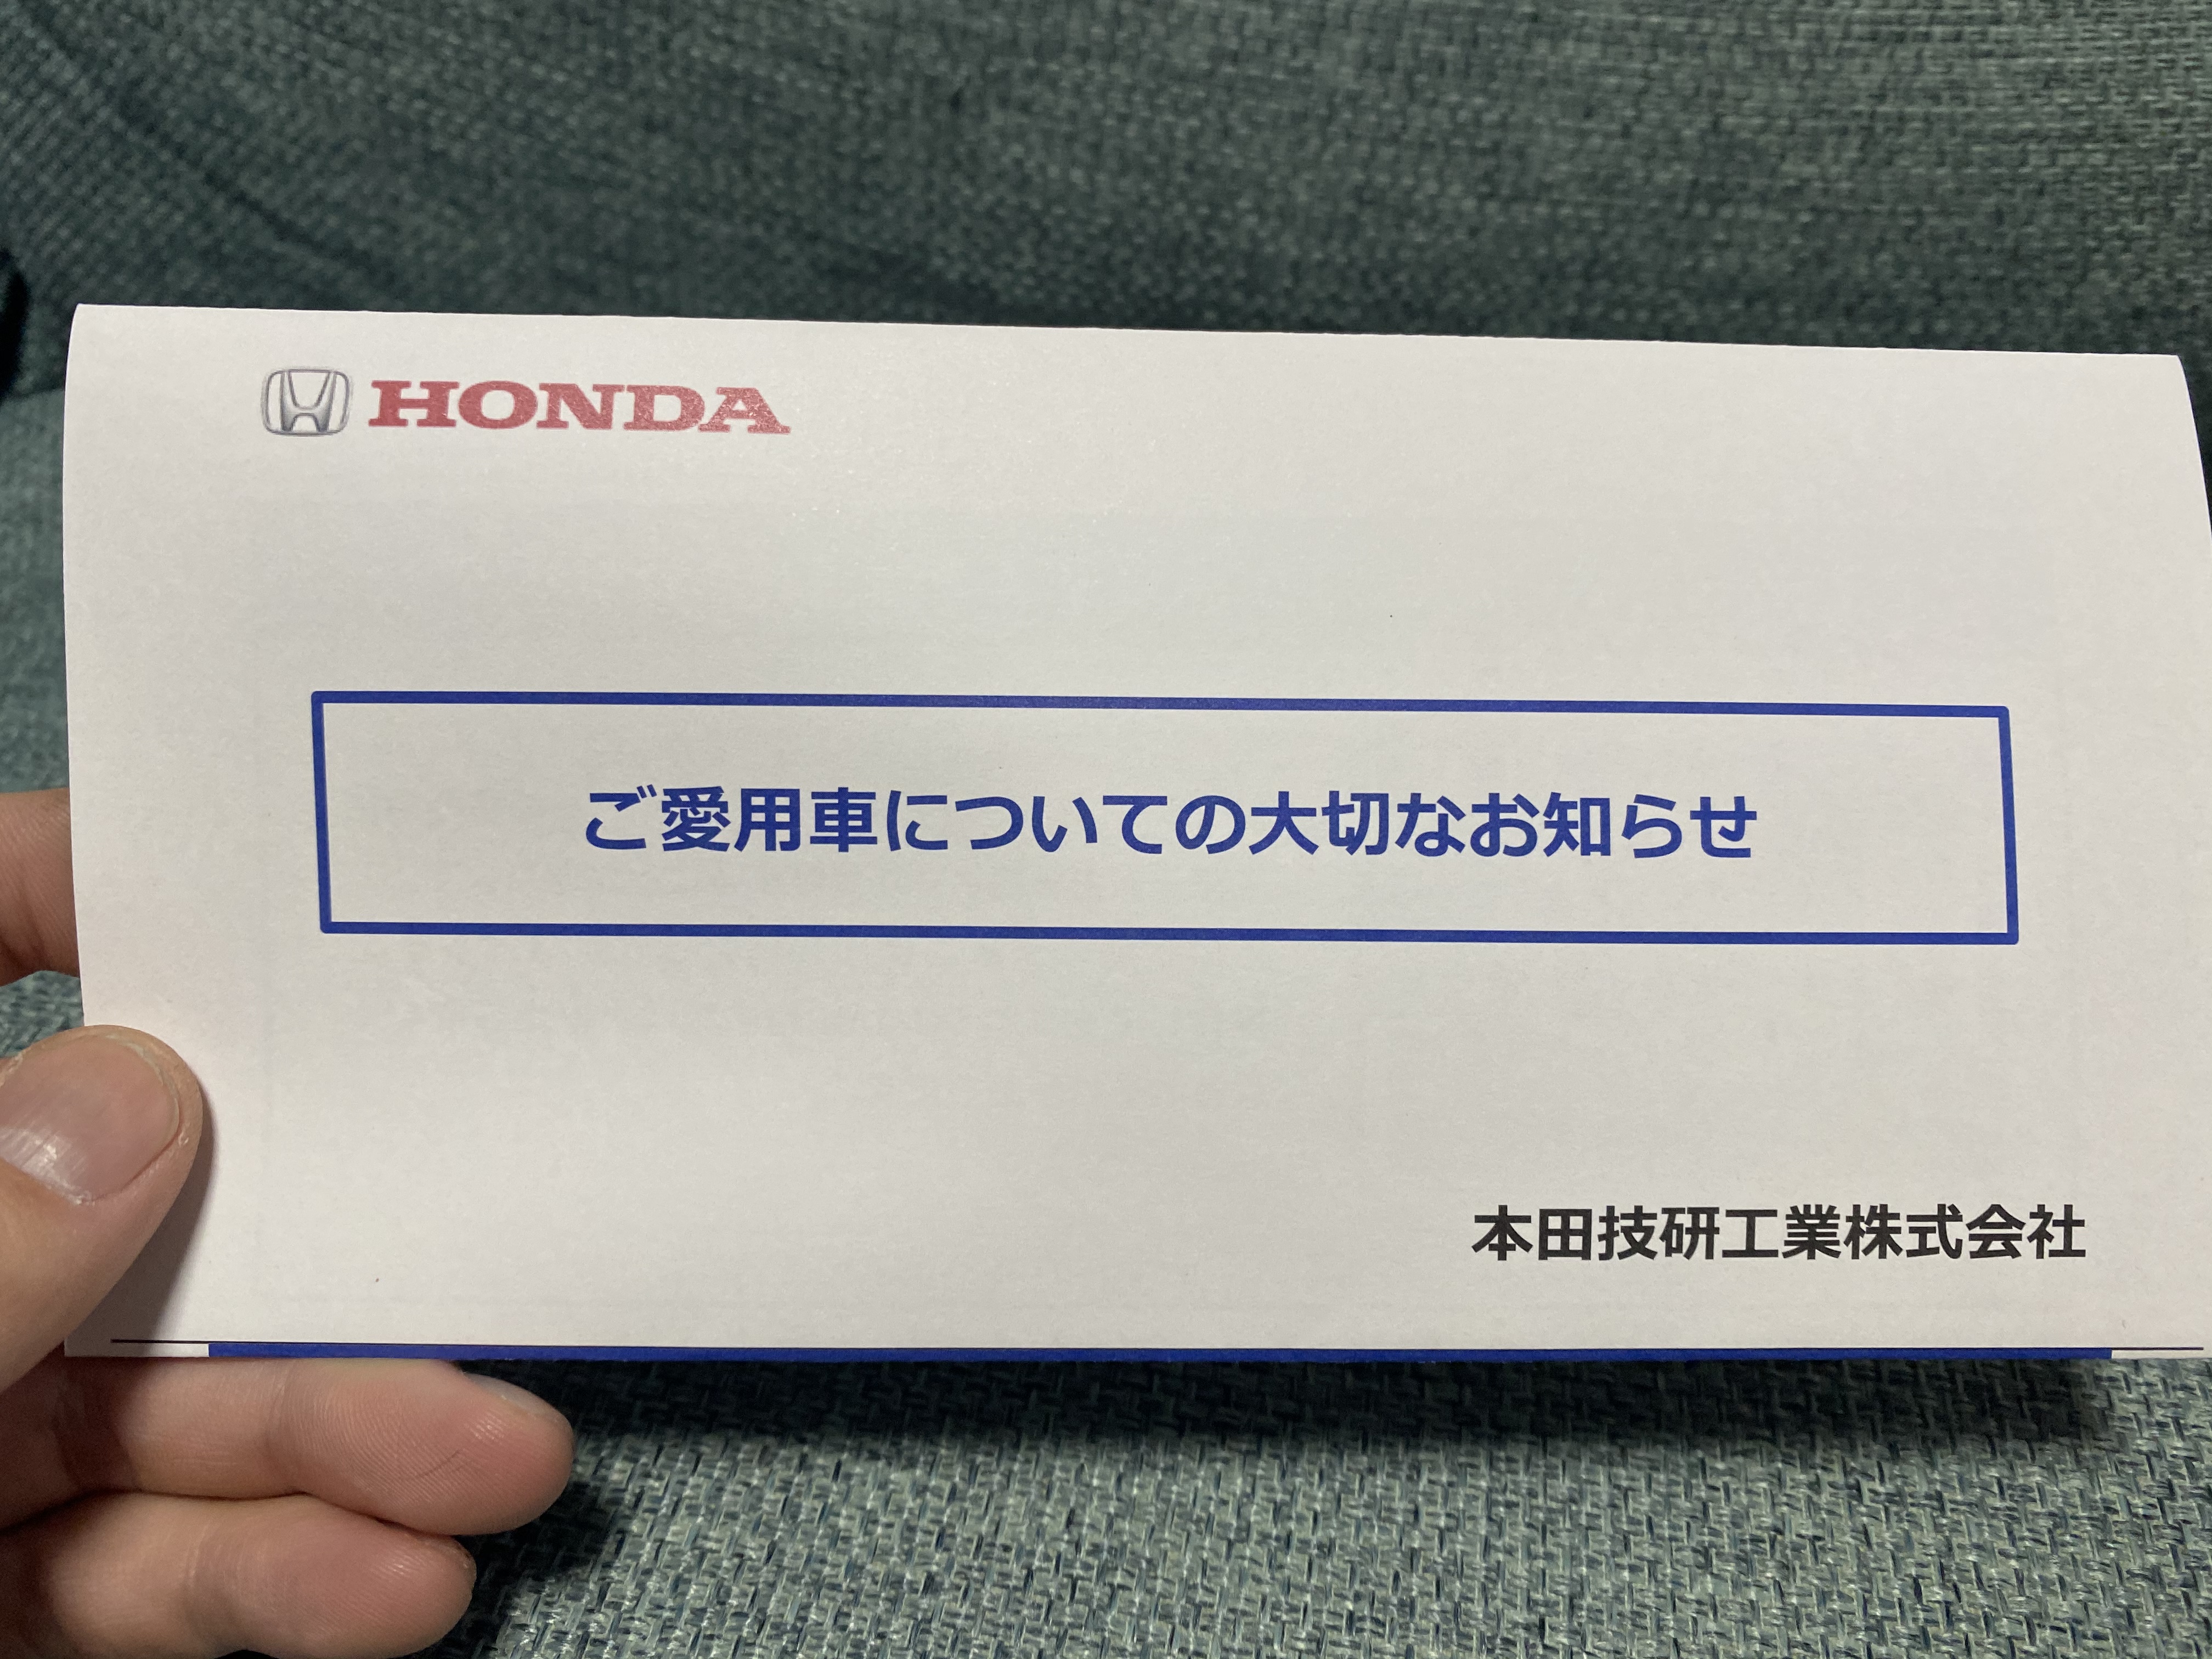 HONDA
ご愛用車についての大切なお知らせ
本田技研工業株式会社